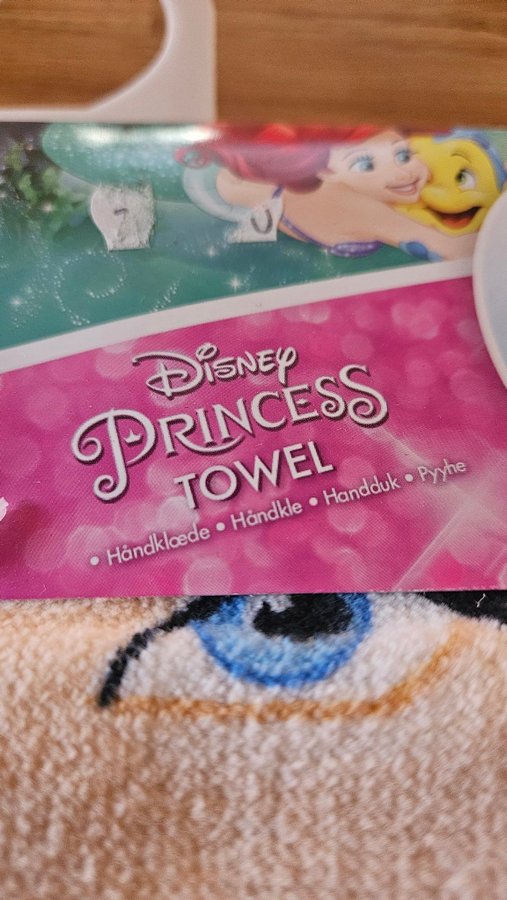 Disney
PRINCESS
TOWEL
• Håndklæde • Håndkle • Handduk • Pyyhe